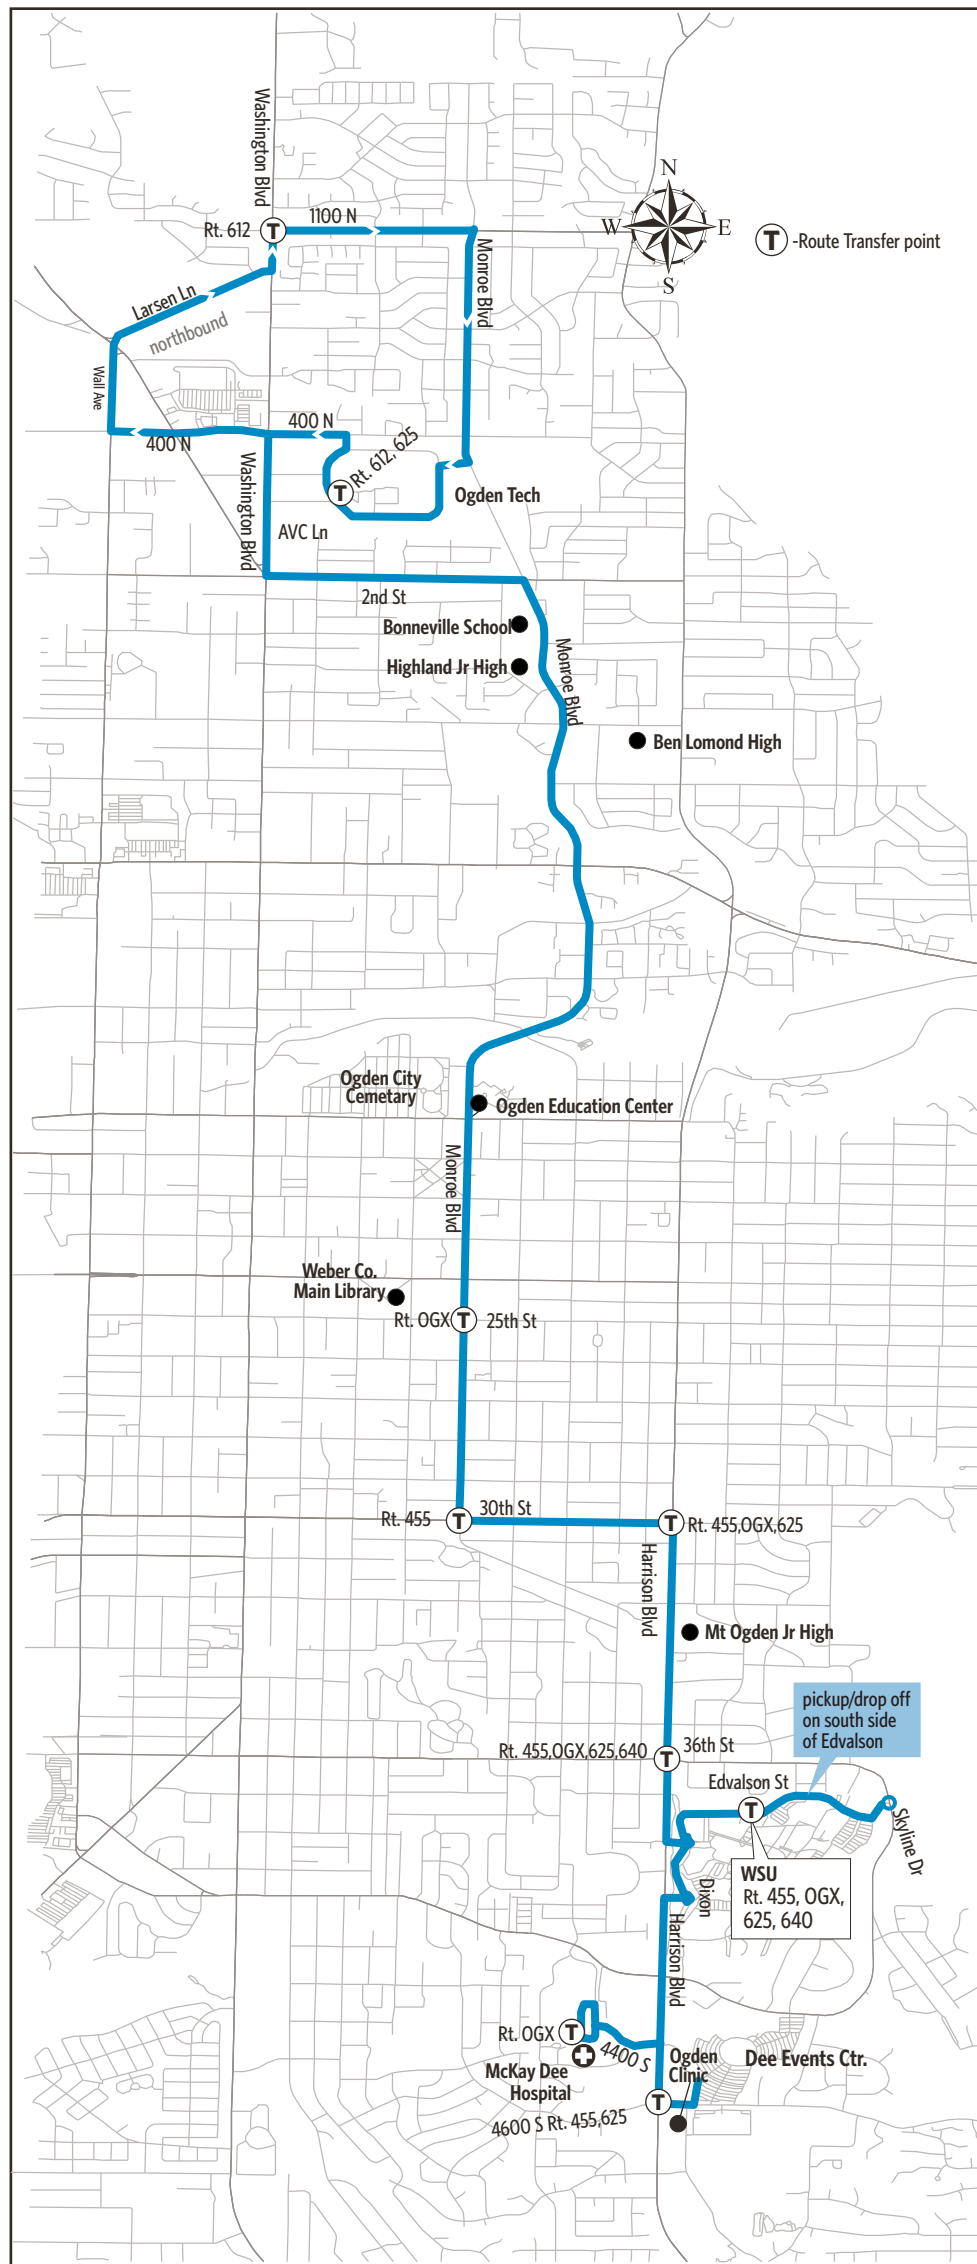 Washington Blvd
N
W
E
S
Rt. 612
T
1100 N
T
-Route Transfer point
Monroe Blvd
Larsen Ln
northbound
Wall Ave
400 N
400 N
Rt. 612, 625
T
Washington Blvd
Ogden Tech
AVC Ln
2nd St
Bonneville School
Highland Jr High
Monroe Blvd
Ben Lomond High
Ogden City
Cemetary
Ogden Education Center
Monroe Blvd
Weber Co.
Main Library
Rt. OGX
T
25th St
30th St
Rt. 455
T
T
Rt. 455,OGX,625
Harrison Blvd
Mt Ogden Jr High
pickup/drop off
on south side
of Edvalson
Rt. 455,OGX,625,640
T
36th St
Edvalson St
T
Skyline Dr
WSU
Rt. 455, OGX,
625, 640
Dixon
Harrison Blvd
Rt. OGX
T
4400 S
McKay Dee
Hospital
Ogden
Clinic
Dee Events Ctr.
4600 S Rt. 455,625
T